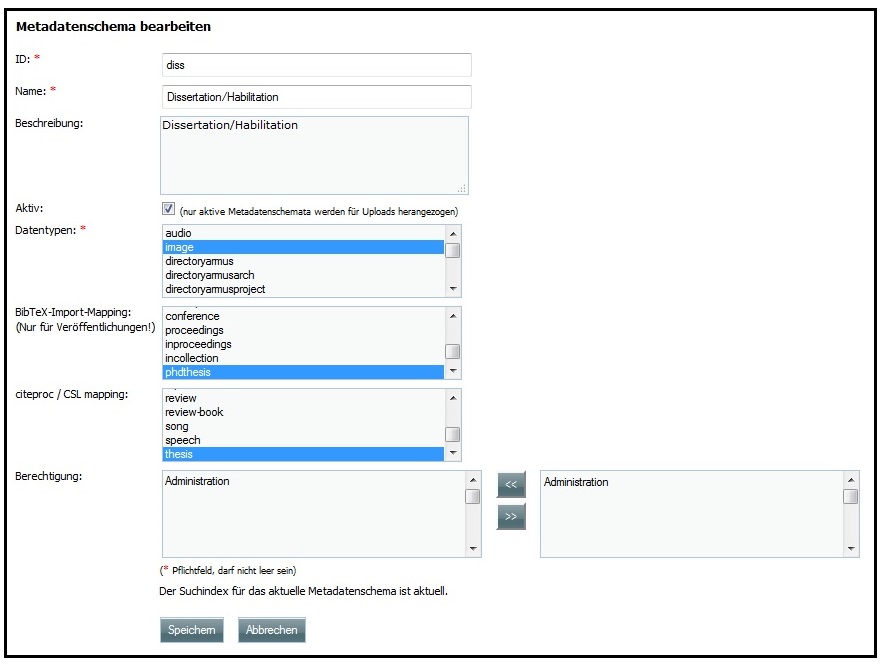 Metadatenschema bearbeiten
ID: *
diss
Name: *
Dissertation/Habilitation
Beschreibung:
Dissertation/Habilitation
Aktiv:
(nur aktive Metadatenschemata werden für Uploads herangezogen)
Datentypen: *
audio
image
directoryarmus
directoryarmusarch
directoryarmusproject
BibTeX-Import-Mapping:
(Nur für Veröffentlichungen!)
conference
proceedings
inproceedings
incollection
phdthesis
citeproc / CSL mapping:
review
review-book
song
speech
thesis
Berechtigung:
Administration
<<
>>
Administration
(* Pflichtfeld, darf nicht leer sein)
Der Suchindex für das aktuelle Metadatenschema ist aktuell.
Speichern
Abbrechen